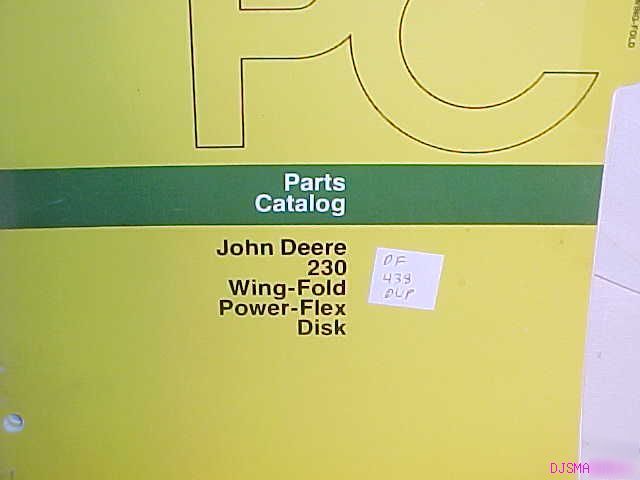 PC
Parts
Catalog
John Deere
230
Wing-Fold
Power-Flex
Disk
DF
438
DUP
DJSMA